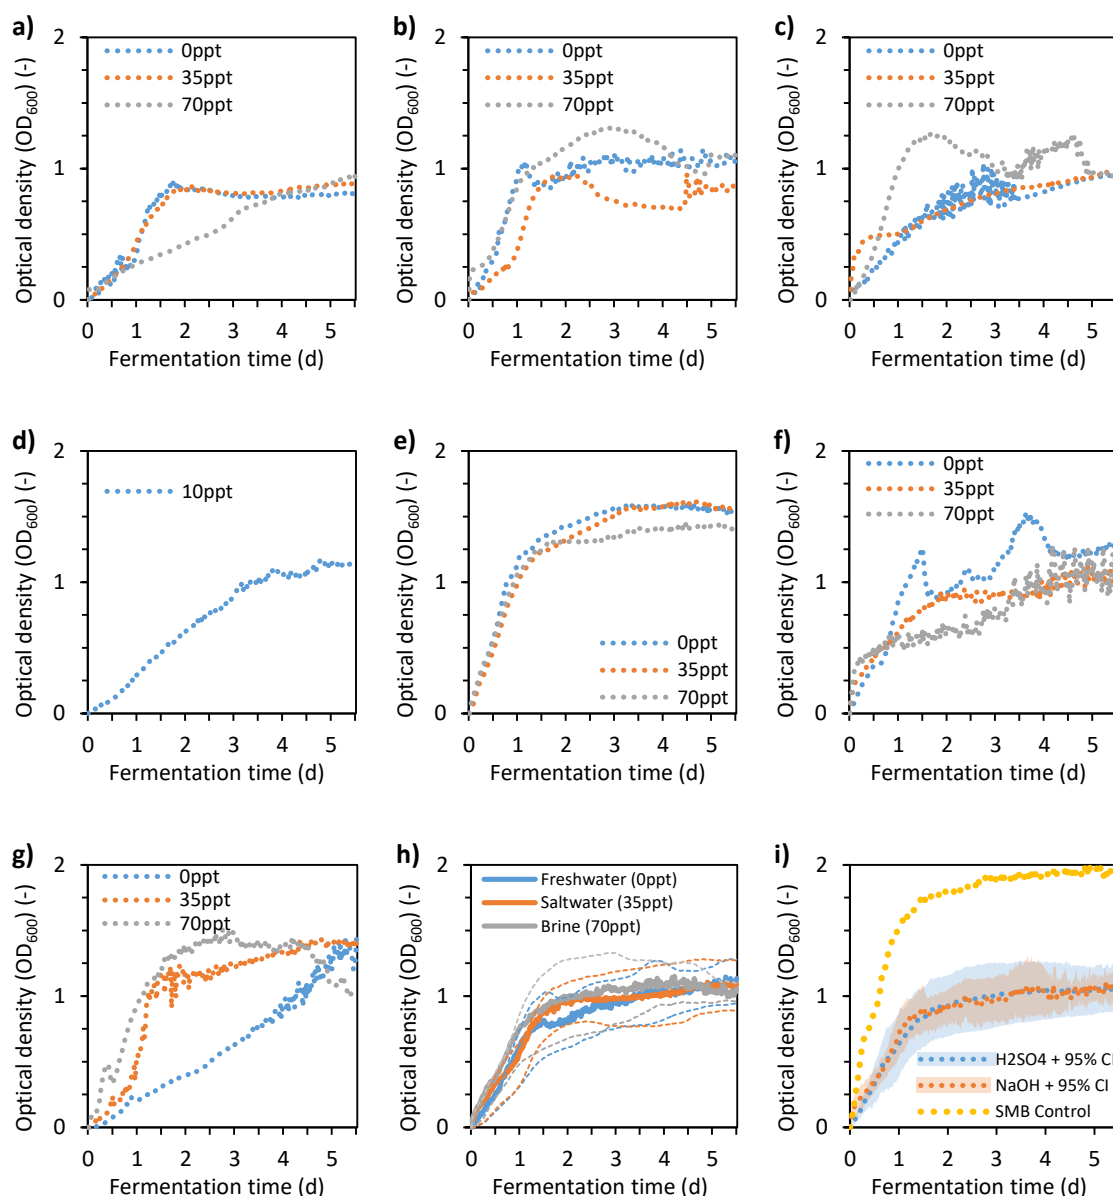 a)
2
1
0
Optical density (OD600) (-)
0ppt
35ppt
70ppt
0 1 2 3 4 5
Fermentation time (d)
b)
2
1
0
Optical density (OD600) (-)
0ppt
35ppt
70ppt
0 1 2 3 4 5
Fermentation time (d)
c)
2
1
0
Optical density (OD600) (-)
0ppt
35ppt
70ppt
0 1 2 3 4 5
Fermentation time (d)
d)
2
1
0
Optical density (OD600) (-)
10ppt
0 1 2 3 4 5
Fermentation time (d)
e)
2
1
0
Optical density (OD600) (-)
0ppt
35ppt
70ppt
0 1 2 3 4 5
Fermentation time (d)
f)
2
1
0
Optical density (OD600) (-)
0ppt
35ppt
70ppt
0 1 2 3 4 5
Fermentation time (d)
g)
2
1
0
Optical density (OD600) (-)
0ppt
35ppt
70ppt
0 1 2 3 4 5
Fermentation time (d)
h)
2
1
0
Optical density (OD600) (-)
Freshwater (0ppt)
Saltwater (35ppt)
Brine (70ppt)
0 1 2 3 4 5
Fermentation time (d)
i)
2
1
0
Optical density (OD600) (-)
H2SO4 + 95% CI
NaOH + 95% CI
SMB Control
0 1 2 3 4 5
Fermentation time (d)